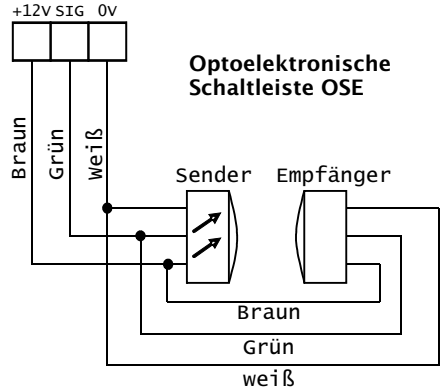 +12V SIG 0V
Optoelektronische
Schaltleiste OSE
Braun
Grün
Weiß
Sender Empfänger
Braun
Grün
weiß